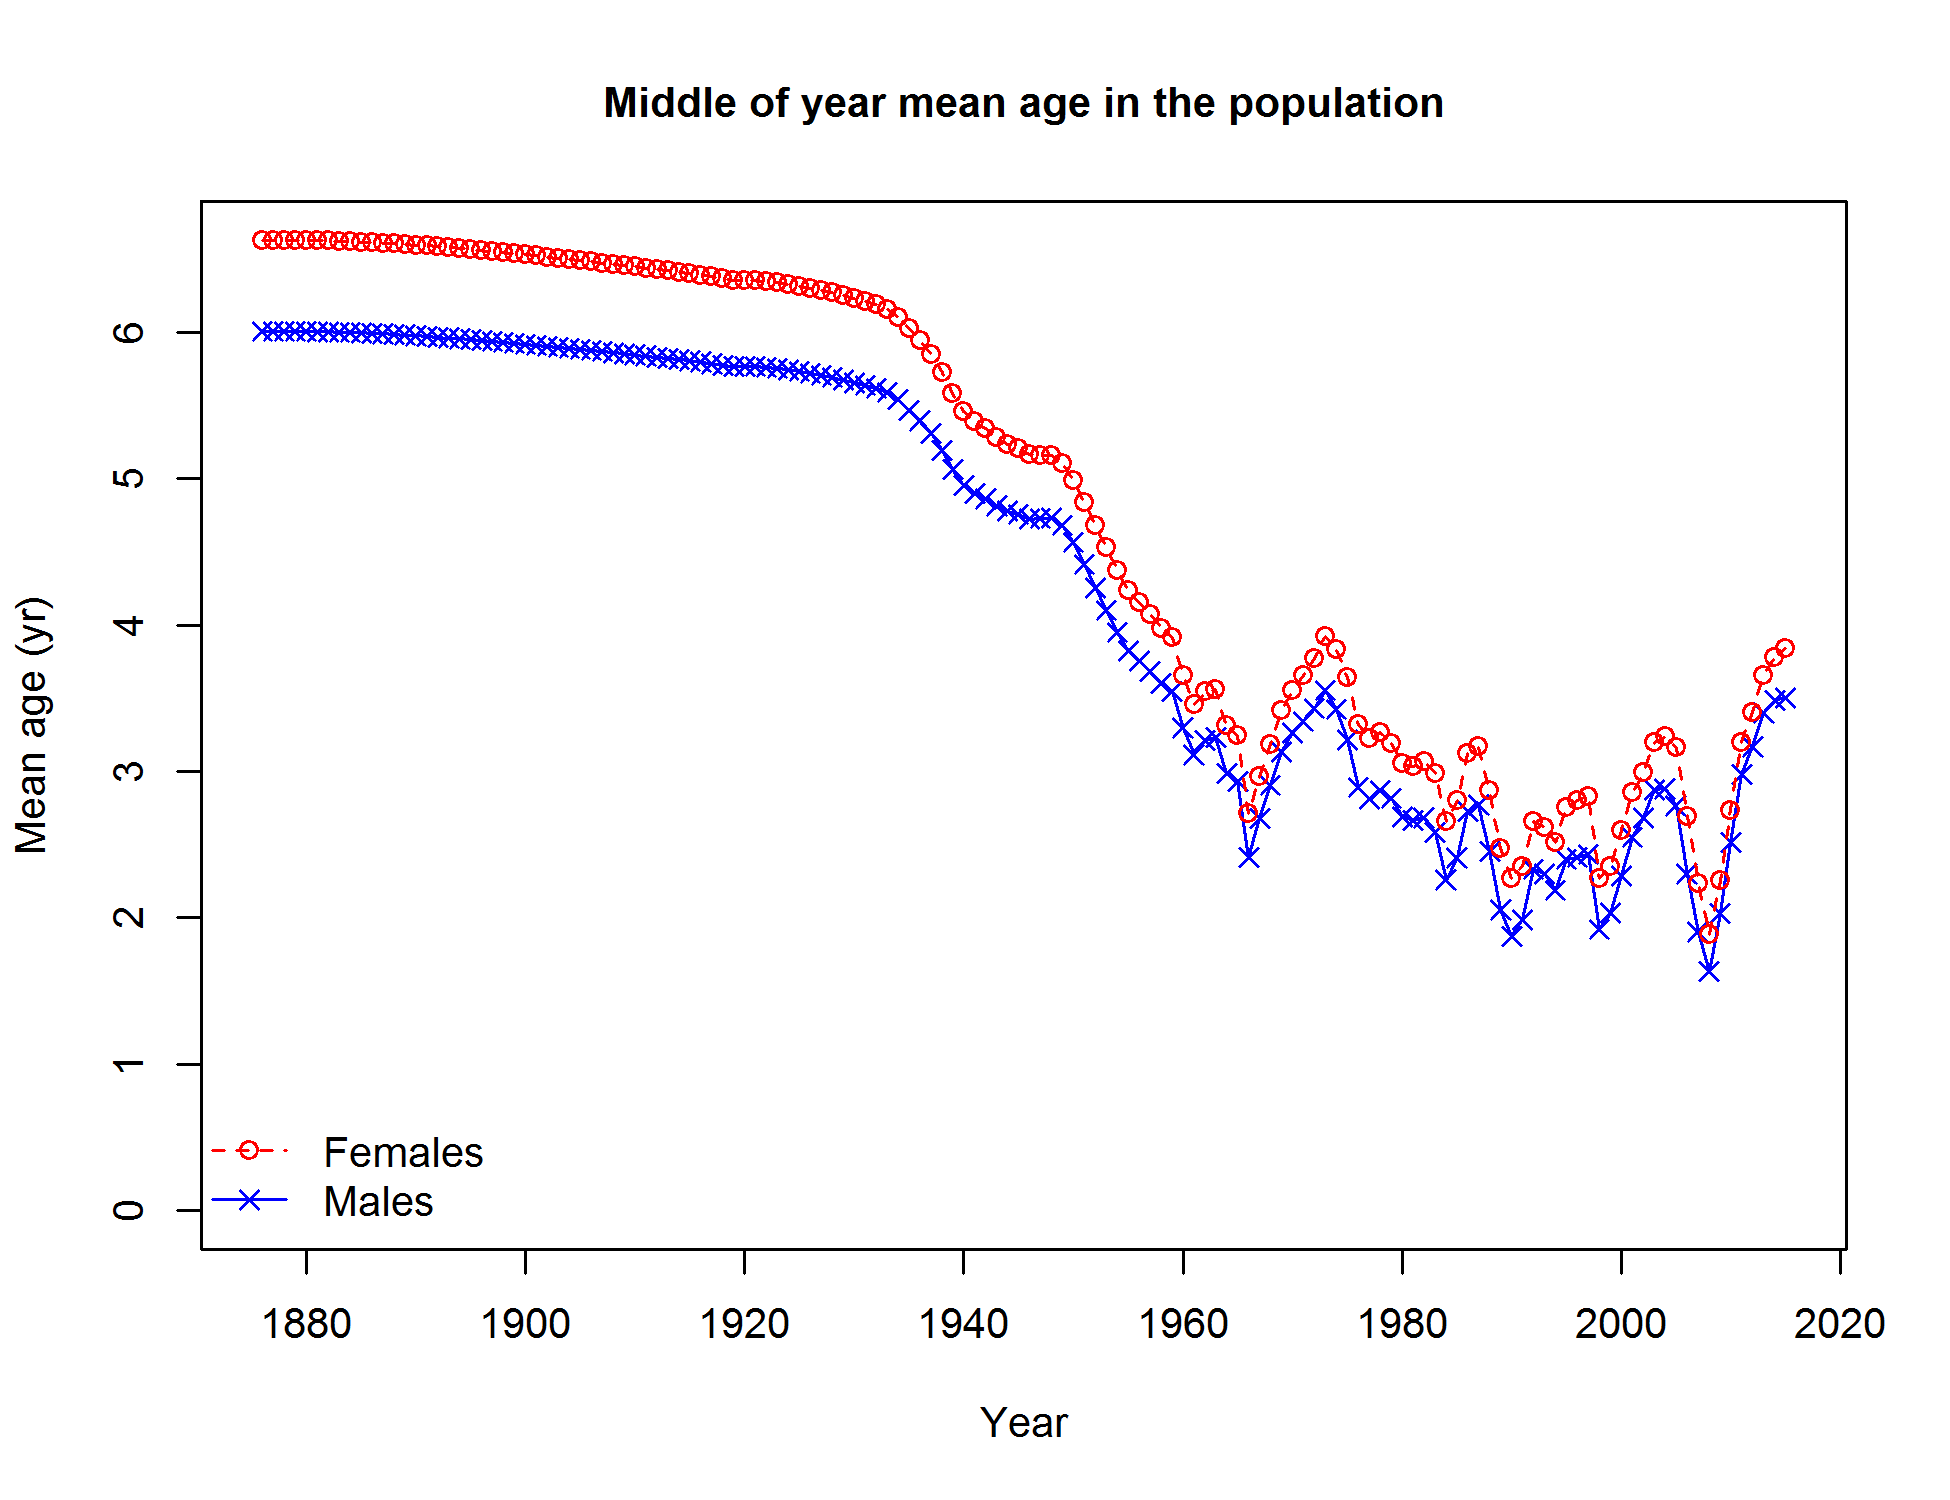 Middle of year mean age in the population
Mean age (yr)
6
5
4
3
2
1
0
Females
Males
1880 1900 1920 1940 1960 1980 2000 2020
Year